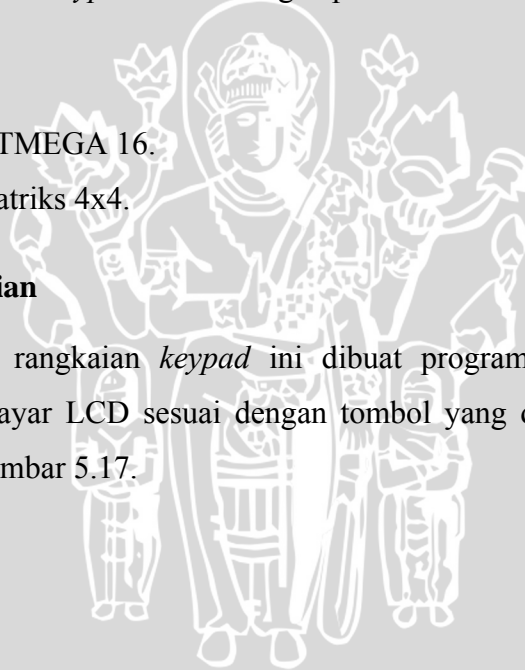 TMEGA 16.
atriks 4x4.
ian
rangkaian keypad ini dibuat program
ayar LCD sesuai dengan tombol yang
mbar 5.17.